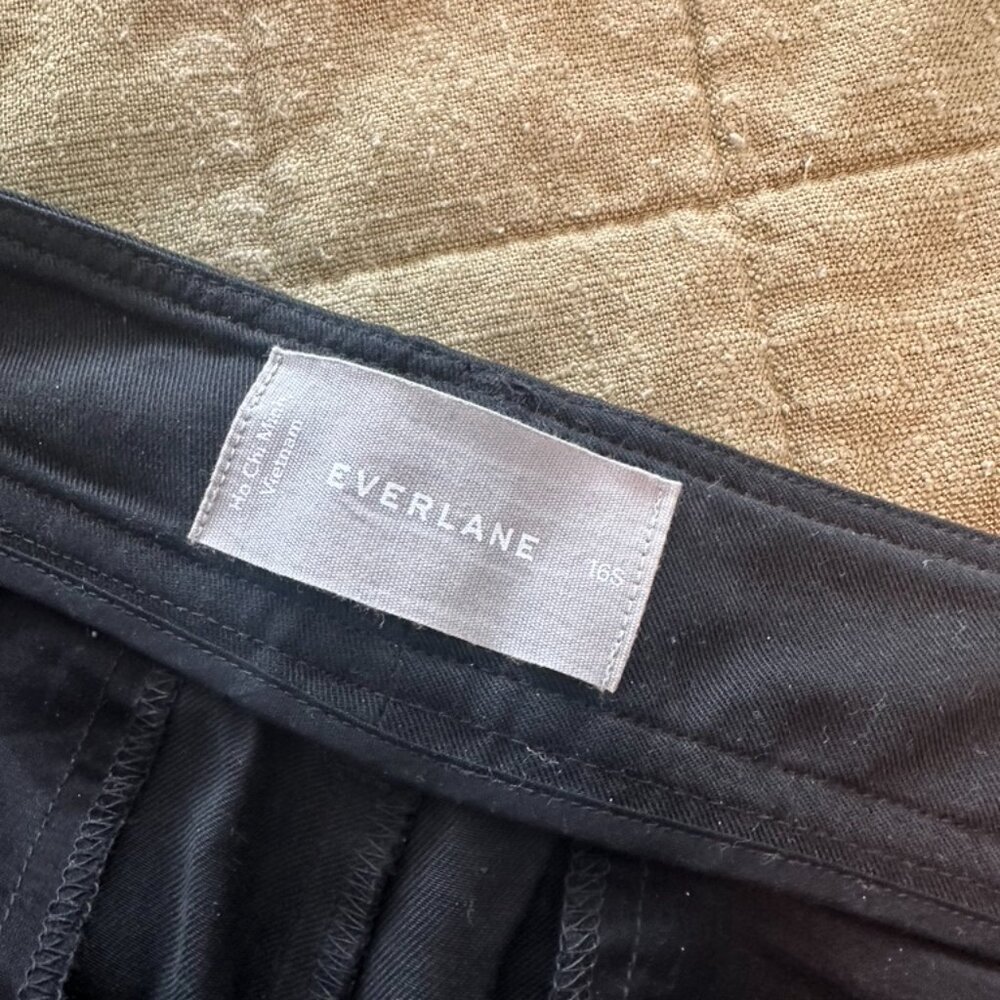 Ho Chi Minh
Vietnam
EVERLANE
16S